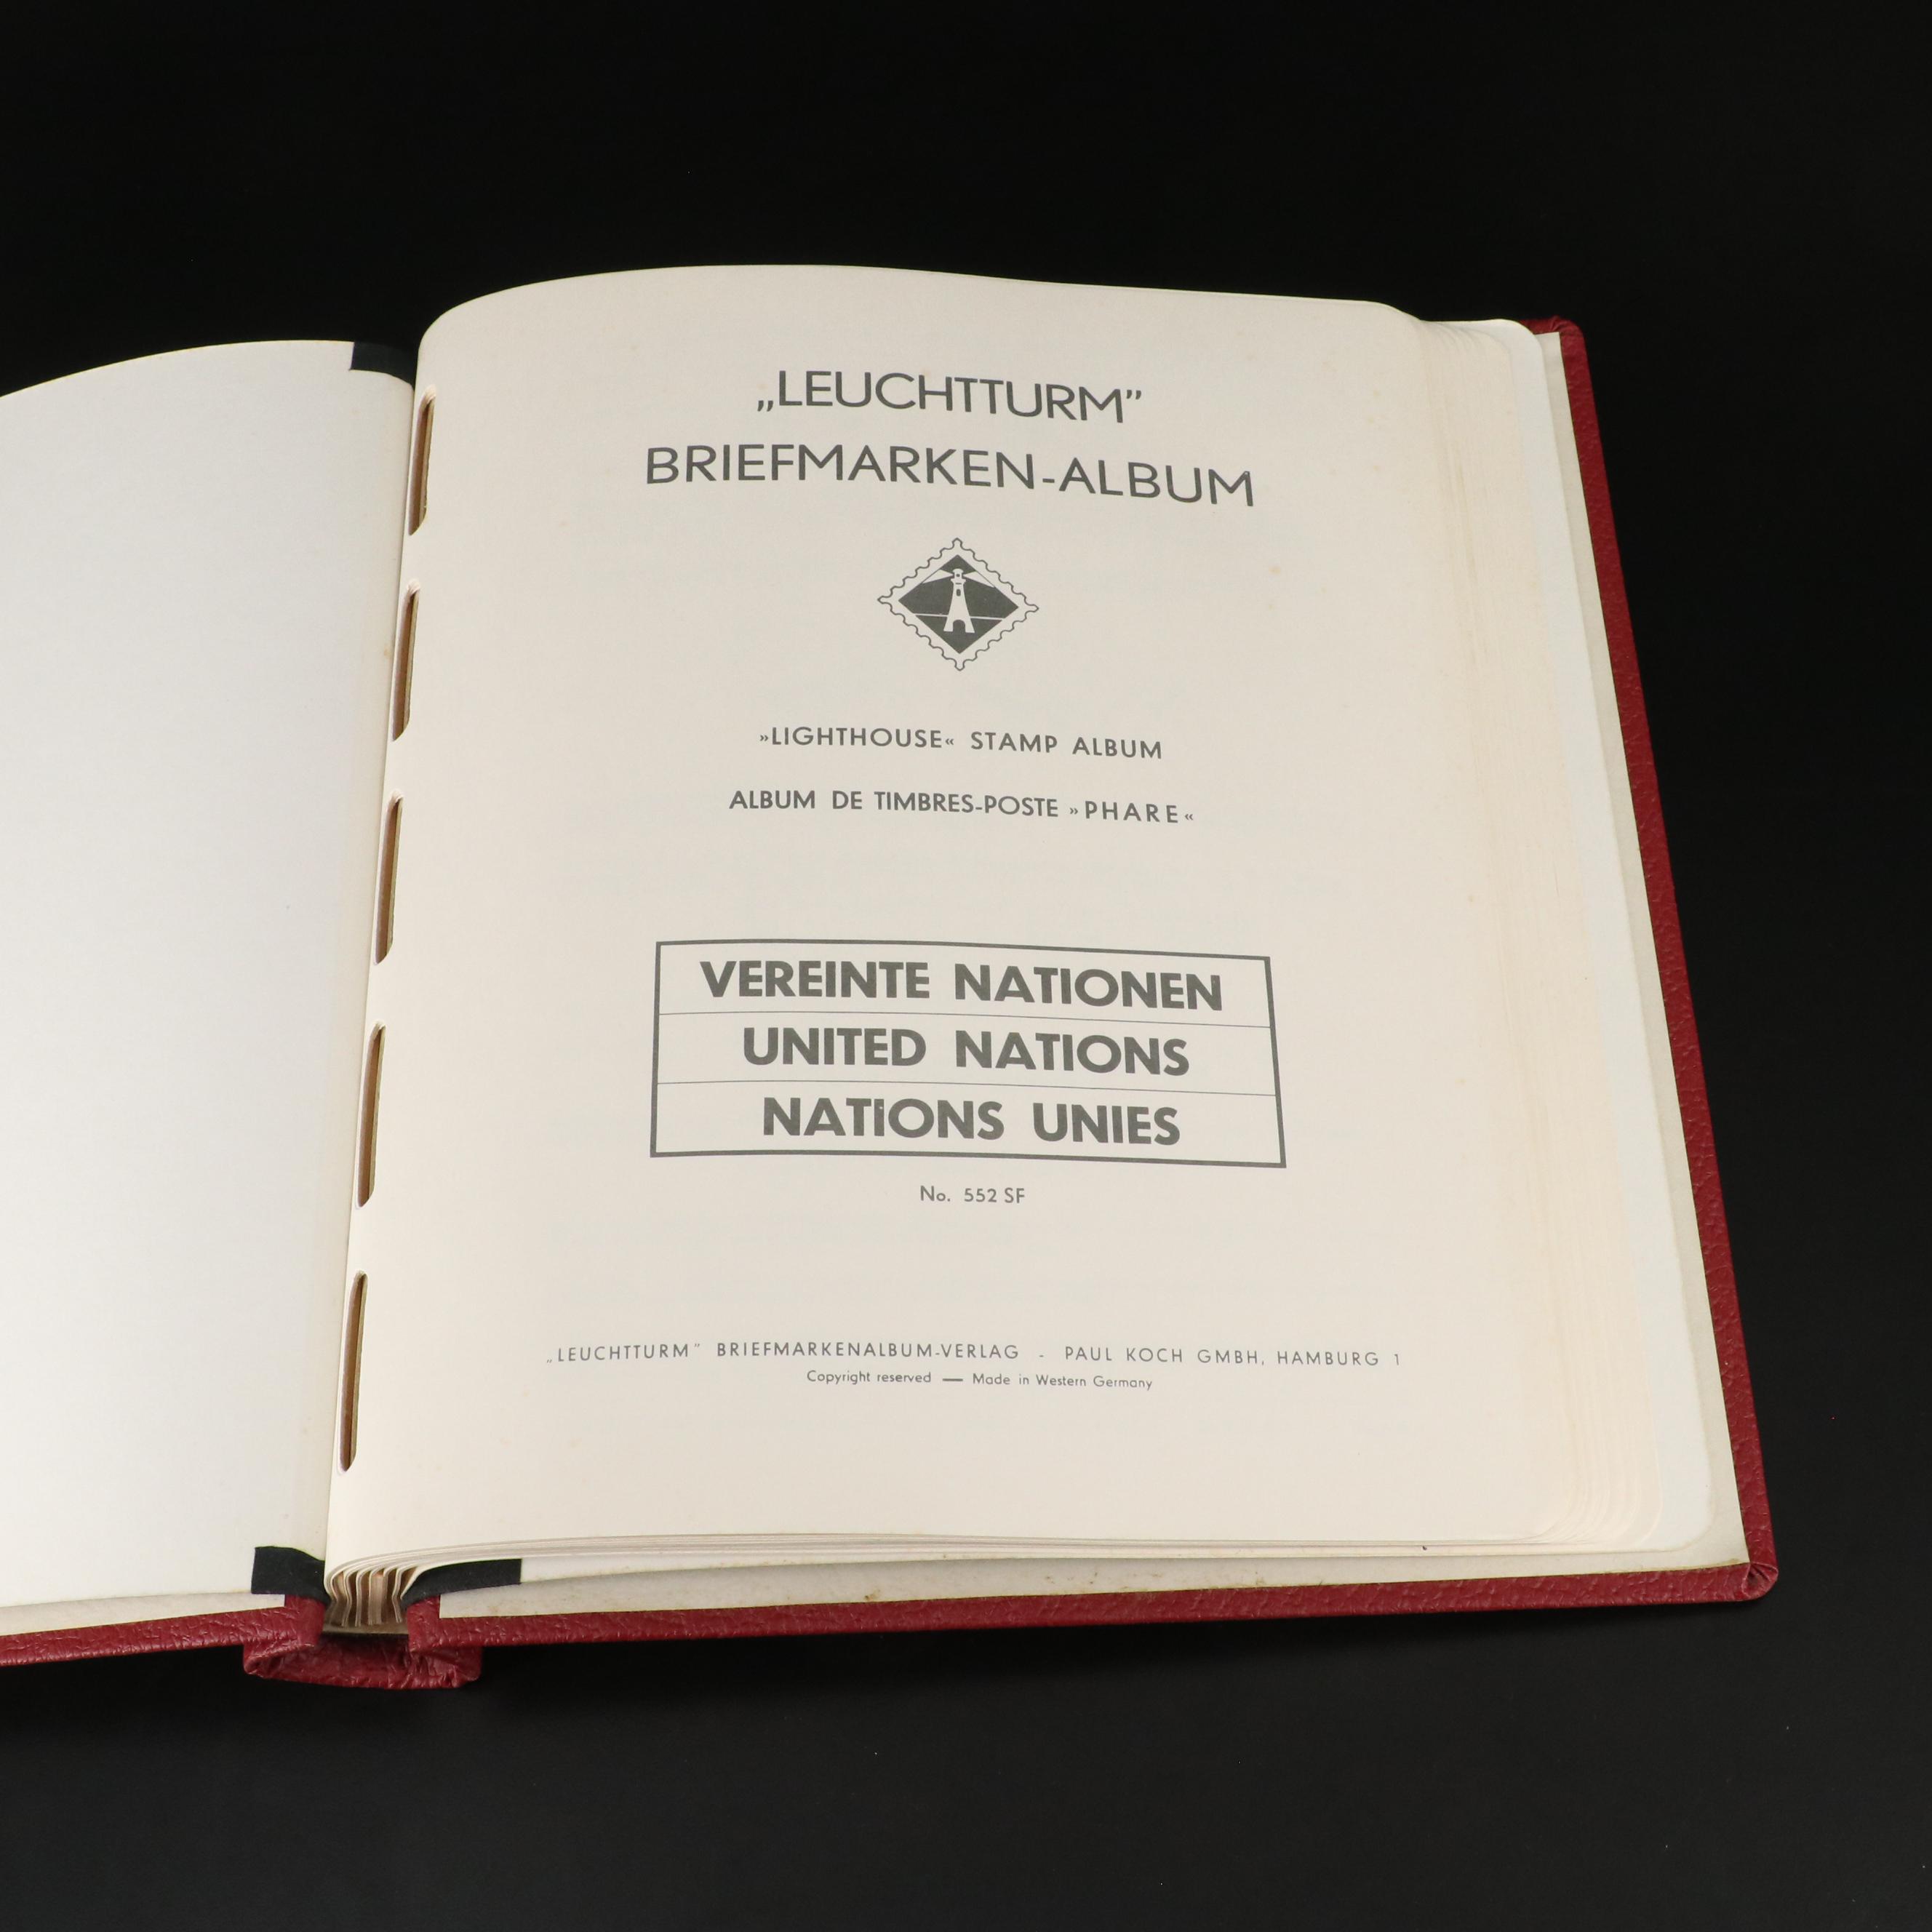 „LEUCHTTURM”
BRIEFMARKEN-ALBUM
»LIGHTHOUSE« STAMP ALBUM
ALBUM DE TIMBRES-POSTE »PHARE«
VEREINTE NATIONEN
UNITED NATIONS
NATIONS UNIES
No. 552 SF
„LEUCHTTURM” BRIEFMARKENALBUM-VERLAG - PAUL KOCH GMBH, HAMBURG 1
Copyright reserved — Made in Western Germany